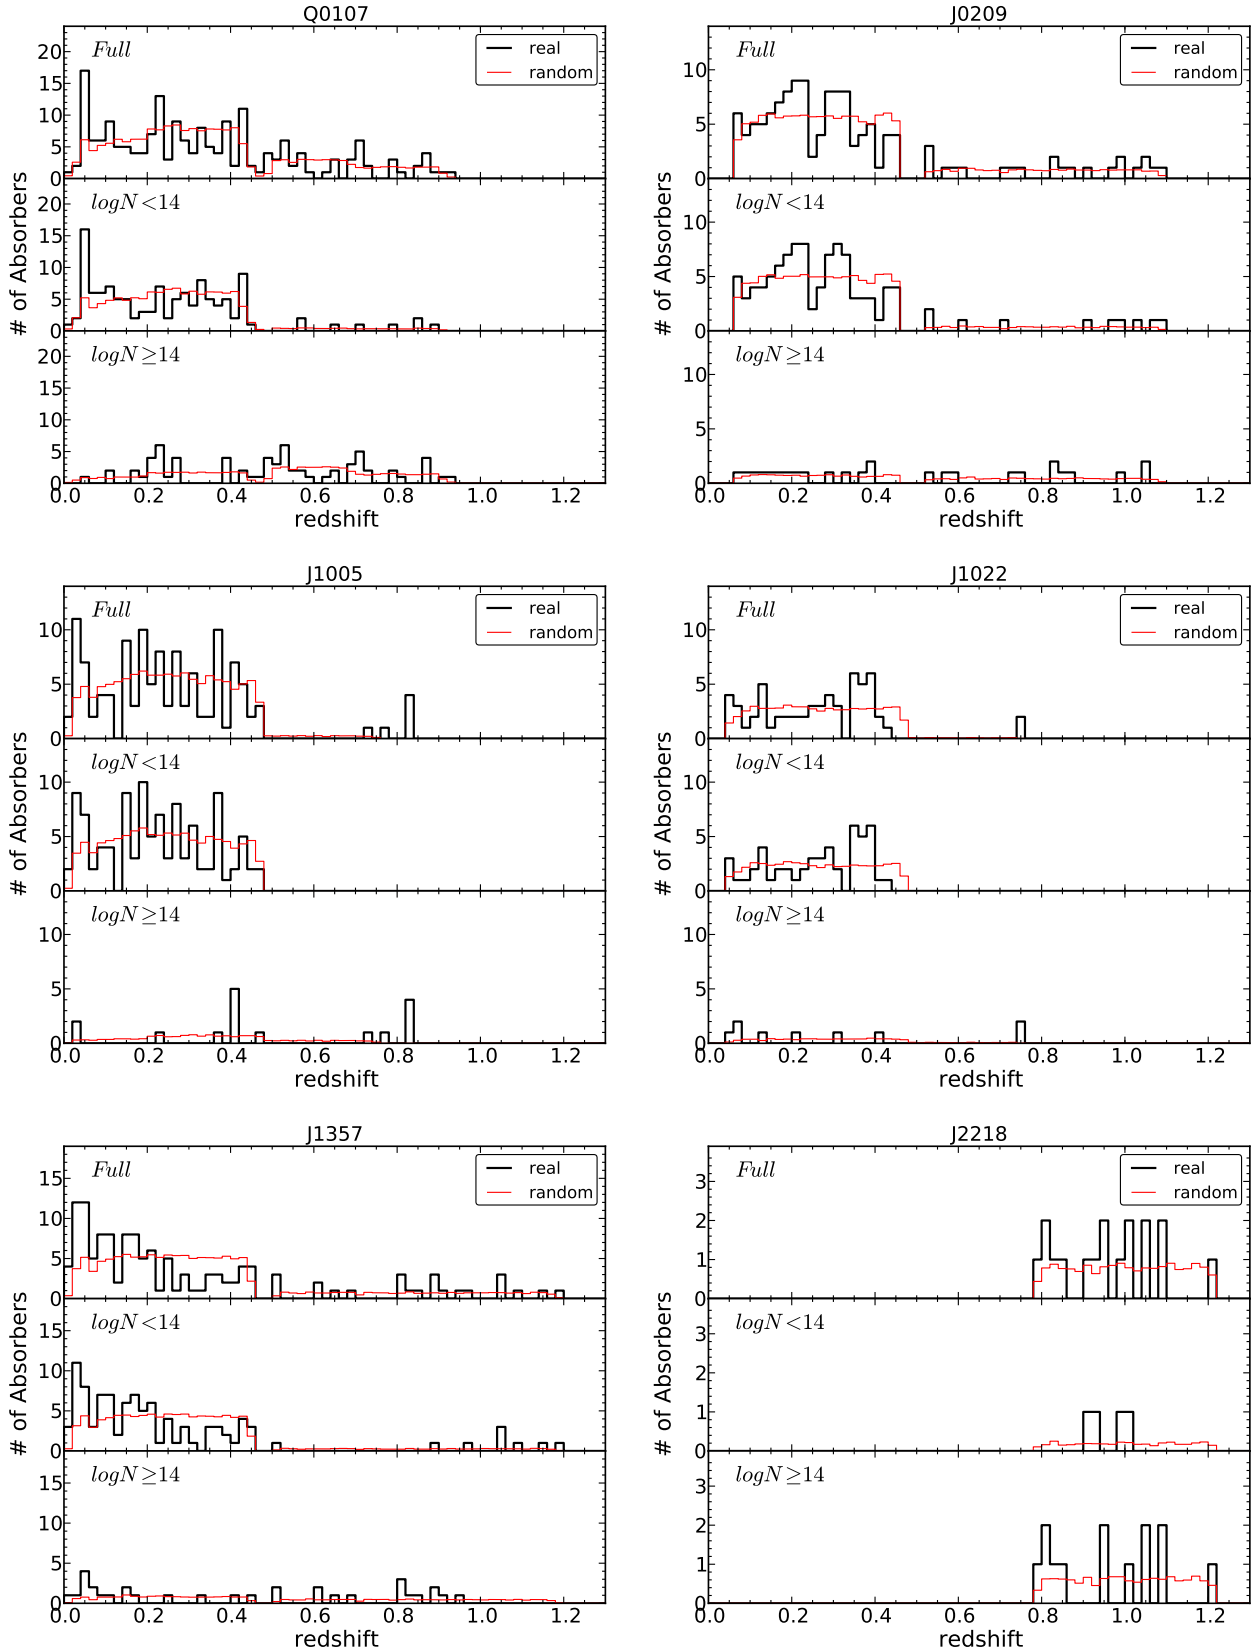 Q0107
Full
real
random
20
15
10
5
0
logN<14
20
15
10
5
0
logN≥14
20
15
10
5
0
0.0 0.2 0.4 0.6 0.8 1.0 1.2
redshift
# of Absorbers
J0209
Full
real
random
10
5
0
logN<14
10
5
0
logN≥14
10
5
0
0.0 0.2 0.4 0.6 0.8 1.0 1.2
redshift
# of Absorbers
J1005
Full
real
random
10
5
0
logN<14
10
5
0
logN≥14
10
5
0
0.0 0.2 0.4 0.6 0.8 1.0 1.2
redshift
# of Absorbers
J1022
Full
real
random
10
5
0
logN<14
10
5
0
logN≥14
10
5
0
0.0 0.2 0.4 0.6 0.8 1.0 1.2
redshift
# of Absorbers
J1357
Full
real
random
15
10
5
0
logN<14
15
10
5
0
logN≥14
15
10
5
0
0.0 0.2 0.4 0.6 0.8 1.0 1.2
redshift
# of Absorbers
J2218
Full
real
random
3
2
1
0
logN<14
3
2
1
0
logN≥14
3
2
1
0
0.0 0.2 0.4 0.6 0.8 1.0 1.2
redshift
# of Absorbers